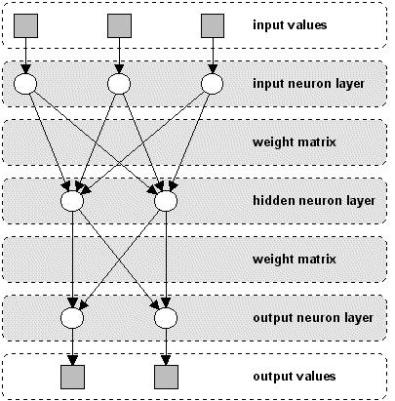 input values
input neuron layer
weight matrix
hidden neuron layer
weight matrix
output neuron layer
output values